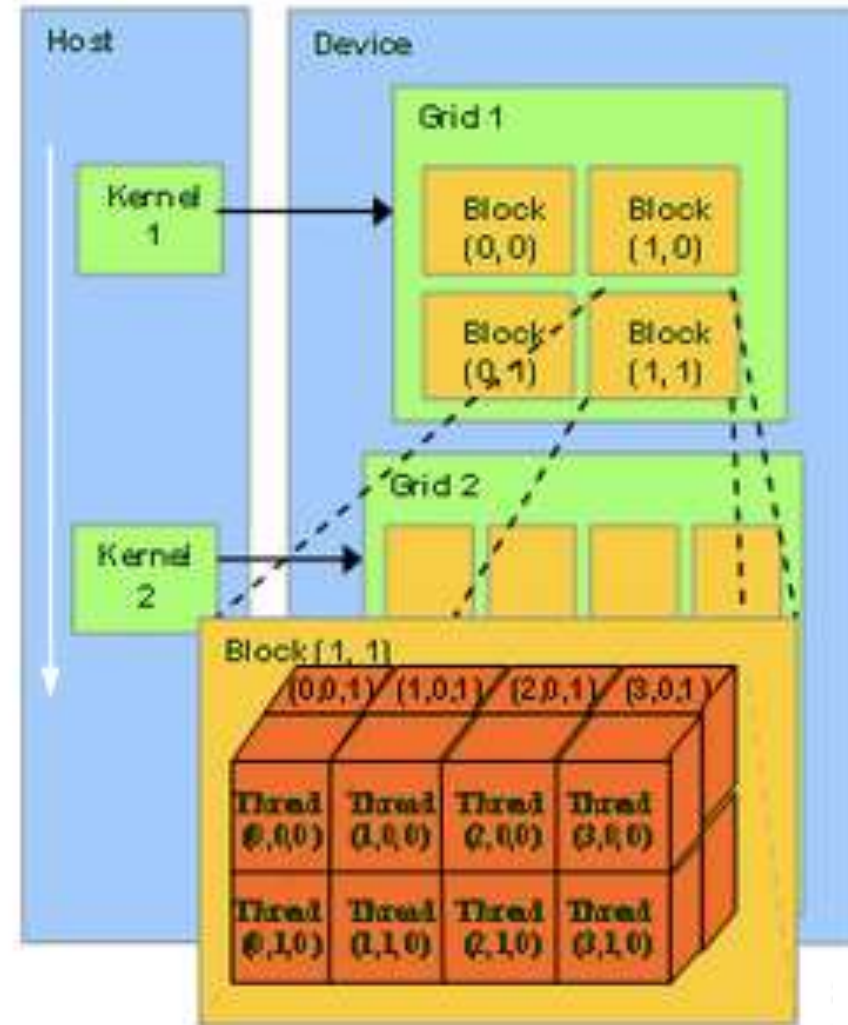 Host
Device
Grid 1
Kernel
1
Block
(0, 0)
Block
(1, 0)
Block
(0, 1)
Block
(1, 1)
Grid 2
Kernel
2
Block (1, 1)
(0,0,1) (1,0,1) (2,0,1) (3,0,1)
Thread
(0,0,0)
Thread
(1,0,0)
Thread
(2,0,0)
Thread
(3,0,0)
Thread
(0,1,0)
Thread
(1,1,0)
Thread
(2,1,0)
Thread
(3,1,0)